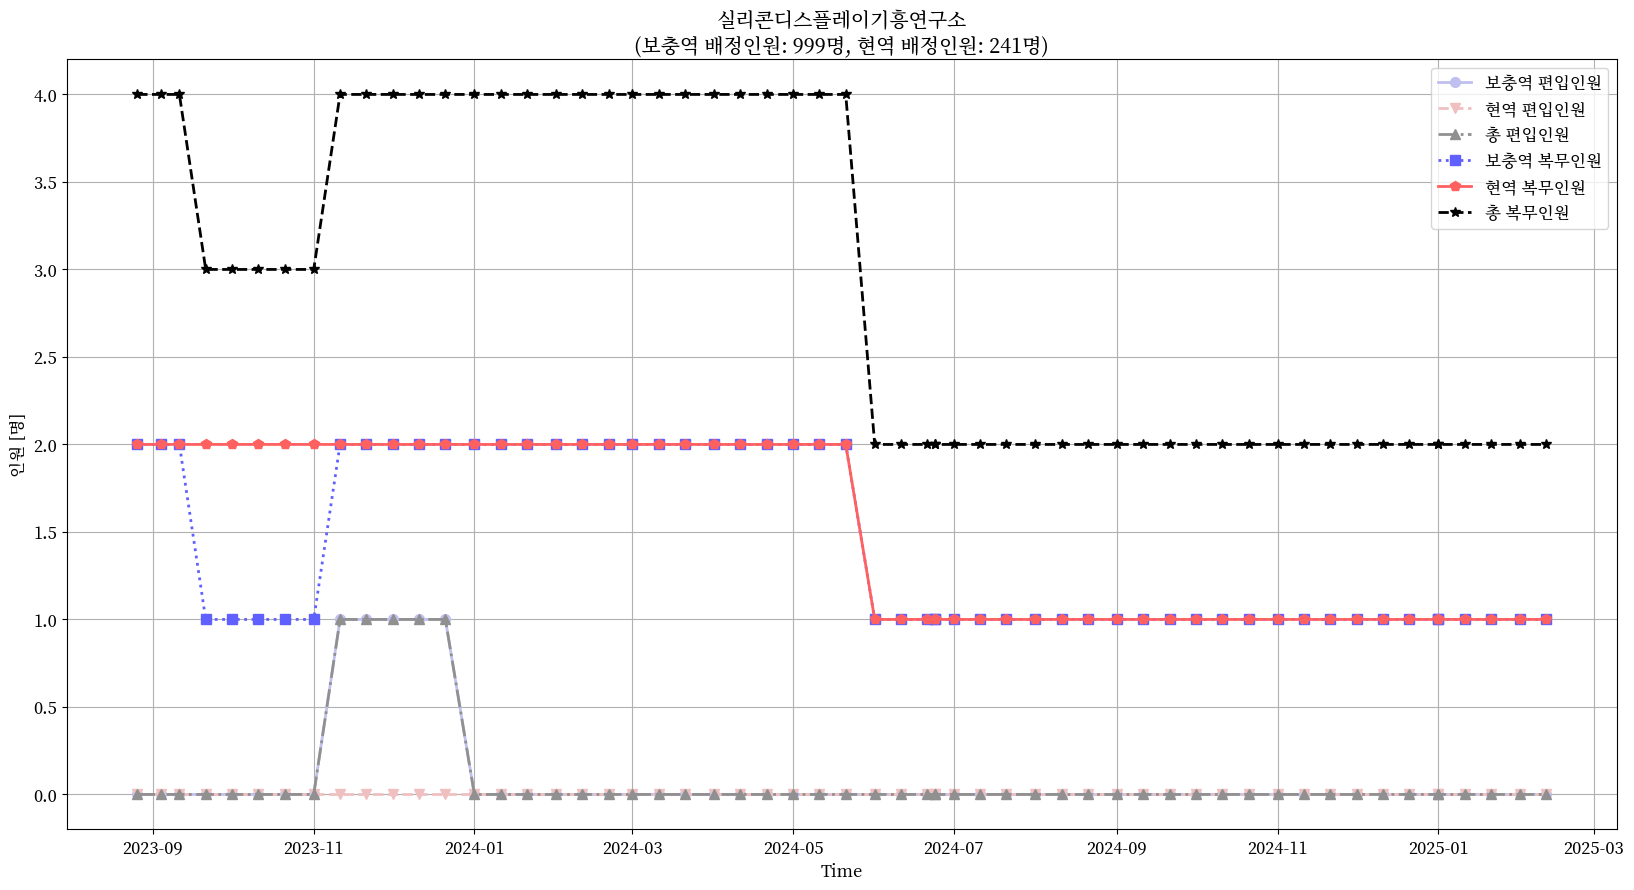 실리콘디스플레이기흥연구소
(보충역 배정인원: 999명, 현역 배정인원: 241명)
보충역 편입인원
현역 편입인원
총 편입인원
보충역 복무인원
현역 복무인원
총 복무인원
인원 [명]
4.0
3.5
3.0
2.5
2.0
1.5
1.0
0.5
0.0
2023-09 2023-11 2024-01 2024-03 2024-05 2024-07 2024-09 2024-11 2025-01 2025-03
Time